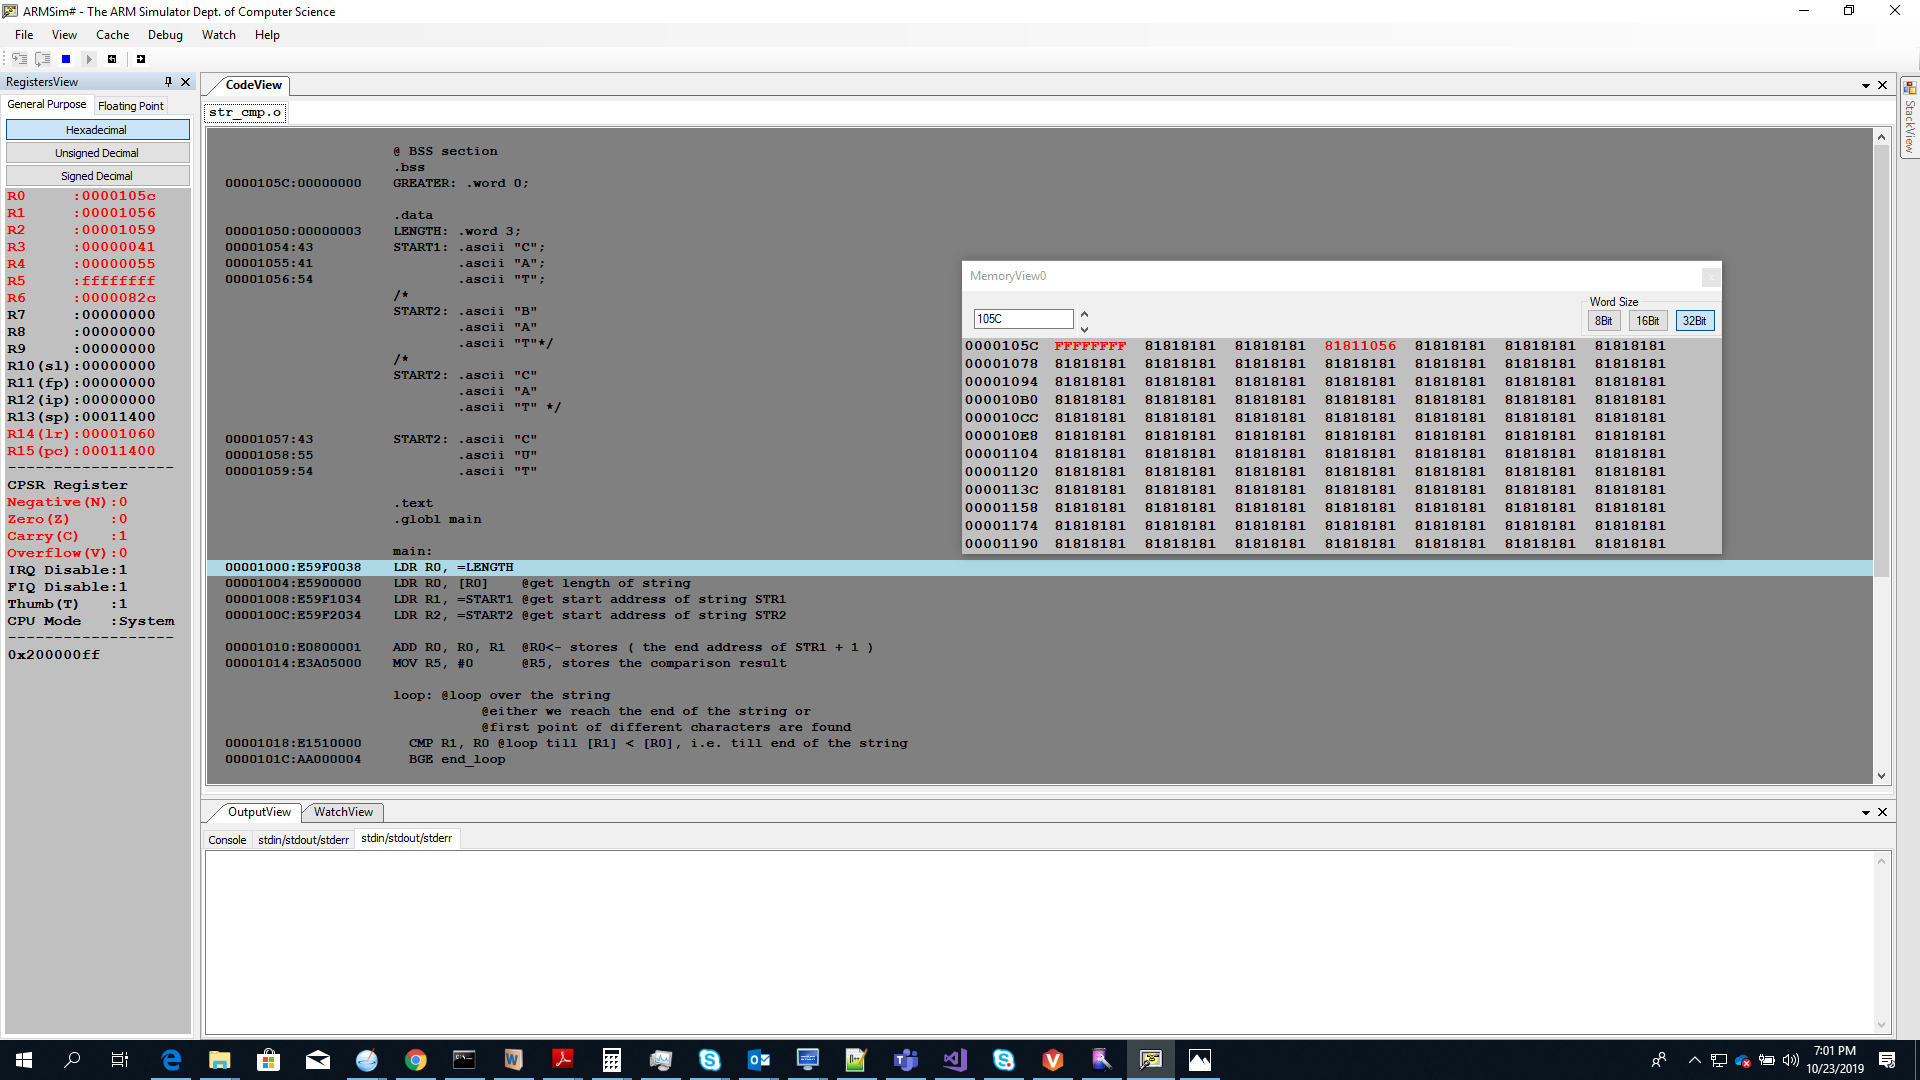 ARMSim# - The ARM Simulator Dept. of Computer Science
File View Cache Debug Watch Help
RegistersView
General Purpose Floating Point
Hexadecimal
Unsigned Decimal
Signed Decimal
R0 :0000105c
R1 :00001056
R2 :00001059
R3 :00000041
R4 :00000055
R5 :ffffffff
R6 :0000082c
R7 :00000000
R8 :00000000
R9 :00000000
R10(sl):00000000
R11(fp):00000000
R12(ip):00000000
R13(sp):00011400
R14(lr):00001060
R15(pc):00011400
------------------
CPSR Register
Negative(N):0
Zero(Z) :0
Carry(C) :1
Overflow(V):0
IRQ Disable:1
FIQ Disable:1
Thumb(T) :1
CPU Mode :System
------------------
0x200000ff
CodeView
str_cmp.o
@ BSS section
.bss
0000105C:00000000 GREATER: .word 0;
.data
00001050:00000003 LENGTH: .word 3;
00001054:43 START1: .ascii "C";
00001055:41 .ascii "A";
00001056:54 .ascii "T";
/*
START2: .ascii "B"
.ascii "A"
.ascii "T"*/
/*
START2: .ascii "C"
.ascii "A"
.ascii "T" */
00001057:43 START2: .ascii "C"
00001058:55 .ascii "U"
00001059:54 .ascii "T"
.text
.globl main
main:
00001000:E59F0038 LDR R0, =LENGTH
00001004:E5900000 LDR R0, [R0] @get length of string
00001008:E59F1034 LDR R1, =START1 @get start address of string STR1
0000100C:E59F2034 LDR R2, =START2 @get start address of string STR2
00001010:E0800001 ADD R0, R0, R1 @R0<- stores ( the end address of STR1 + 1 )
00001014:E3A05000 MOV R5, #0 @R5, stores the comparison result
loop: @loop over the string
@either we reach the end of the string or
@first point of different characters are found
00001018:E1510000 CMP R1, R0 @loop till [R1] < [R0], i.e. till end of the string
0000101C:AA000004 BGE end_loop
MemoryView0
105C
Word Size
8Bit 16Bit 32Bit
0000105C FFFFFFFF 81818181 81818181 81811056 81818181 81818181 81818181
00001078 81818181 81818181 81818181 81818181 81818181 81818181 81818181
00001094 81818181 81818181 81818181 81818181 81818181 81818181 81818181
000010B0 81818181 81818181 81818181 81818181 81818181 81818181 81818181
000010CC 81818181 81818181 81818181 81818181 81818181 81818181 81818181
000010E8 81818181 81818181 81818181 81818181 81818181 81818181 81818181
00001104 81818181 81818181 81818181 81818181 81818181 81818181 81818181
00001120 81818181 81818181 81818181 81818181 81818181 81818181 81818181
0000113C 81818181 81818181 81818181 81818181 81818181 81818181 81818181
00001158 81818181 81818181 81818181 81818181 81818181 81818181 81818181
00001174 81818181 81818181 81818181 81818181 81818181 81818181 81818181
00001190 81818181 81818181 81818181 81818181 81818181 81818181 81818181
StackView
OutputView WatchView
Console stdin/stdout/stderr stdin/stdout/stderr
7:01 PM
10/23/2019